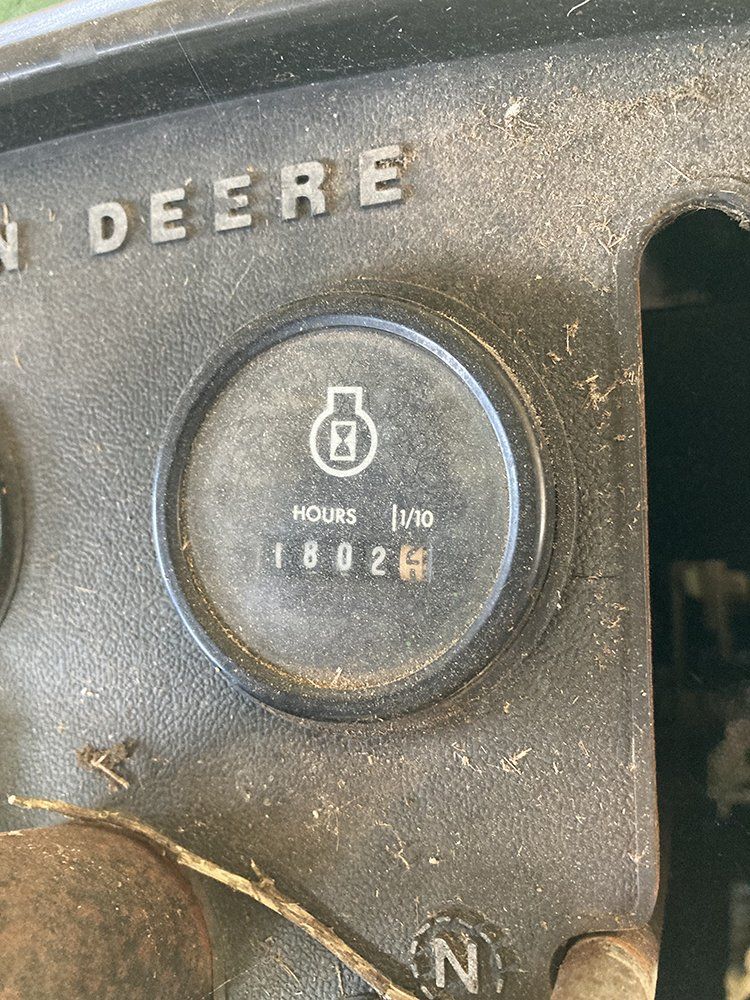 N DEERE
HOURS |1/10
1802
N